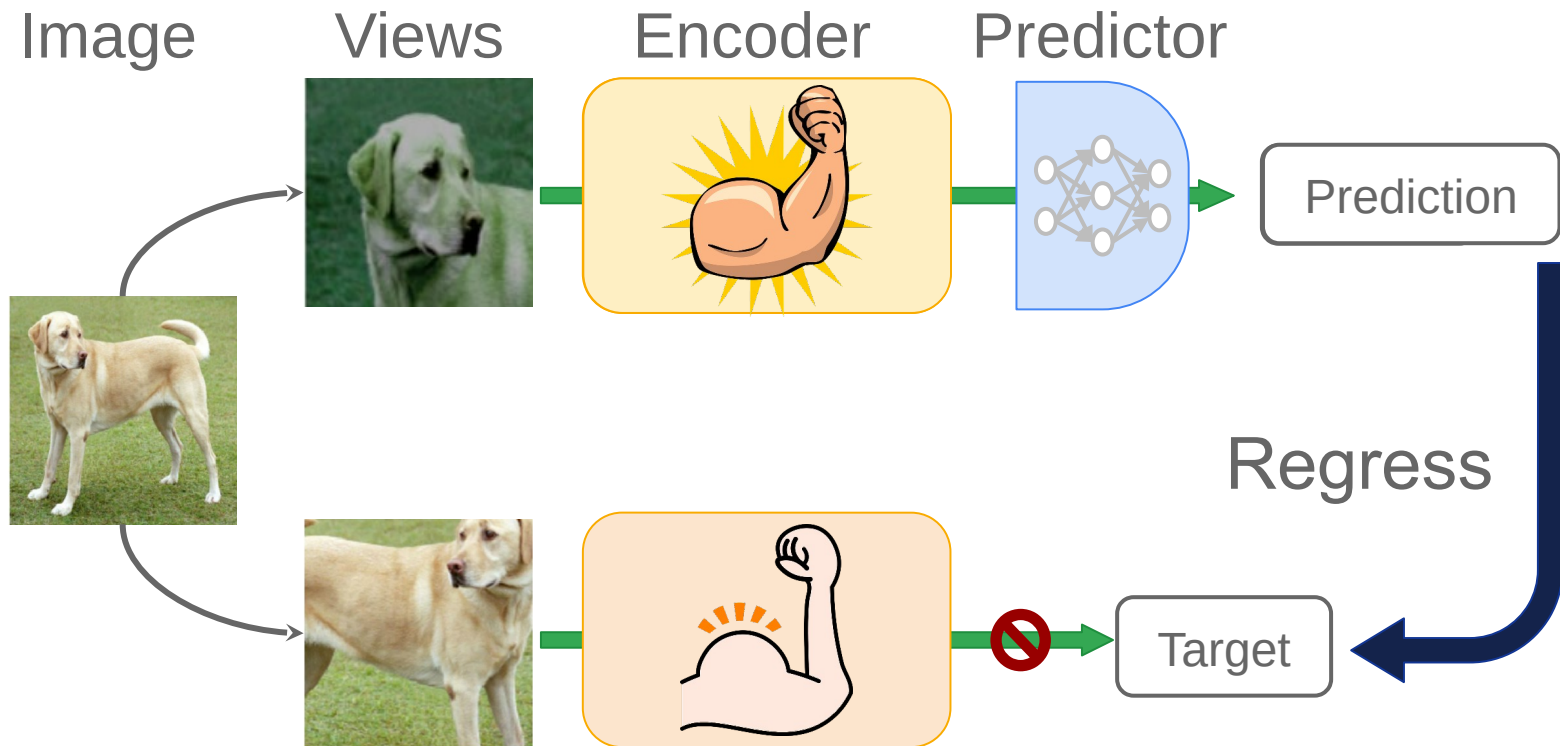 Image
Views
Encoder
Predictor
Prediction
Regress
Target